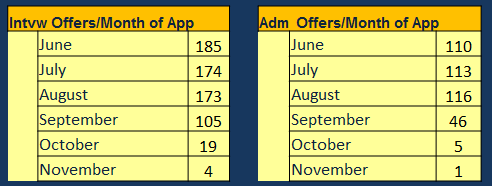 Intvw Offers/Month of App
June 185
July 174
August 173
September 105
October 19
November 4
Adm Offers/Month of App
June 110
July 113
August 116
September 46
October 5
November 1